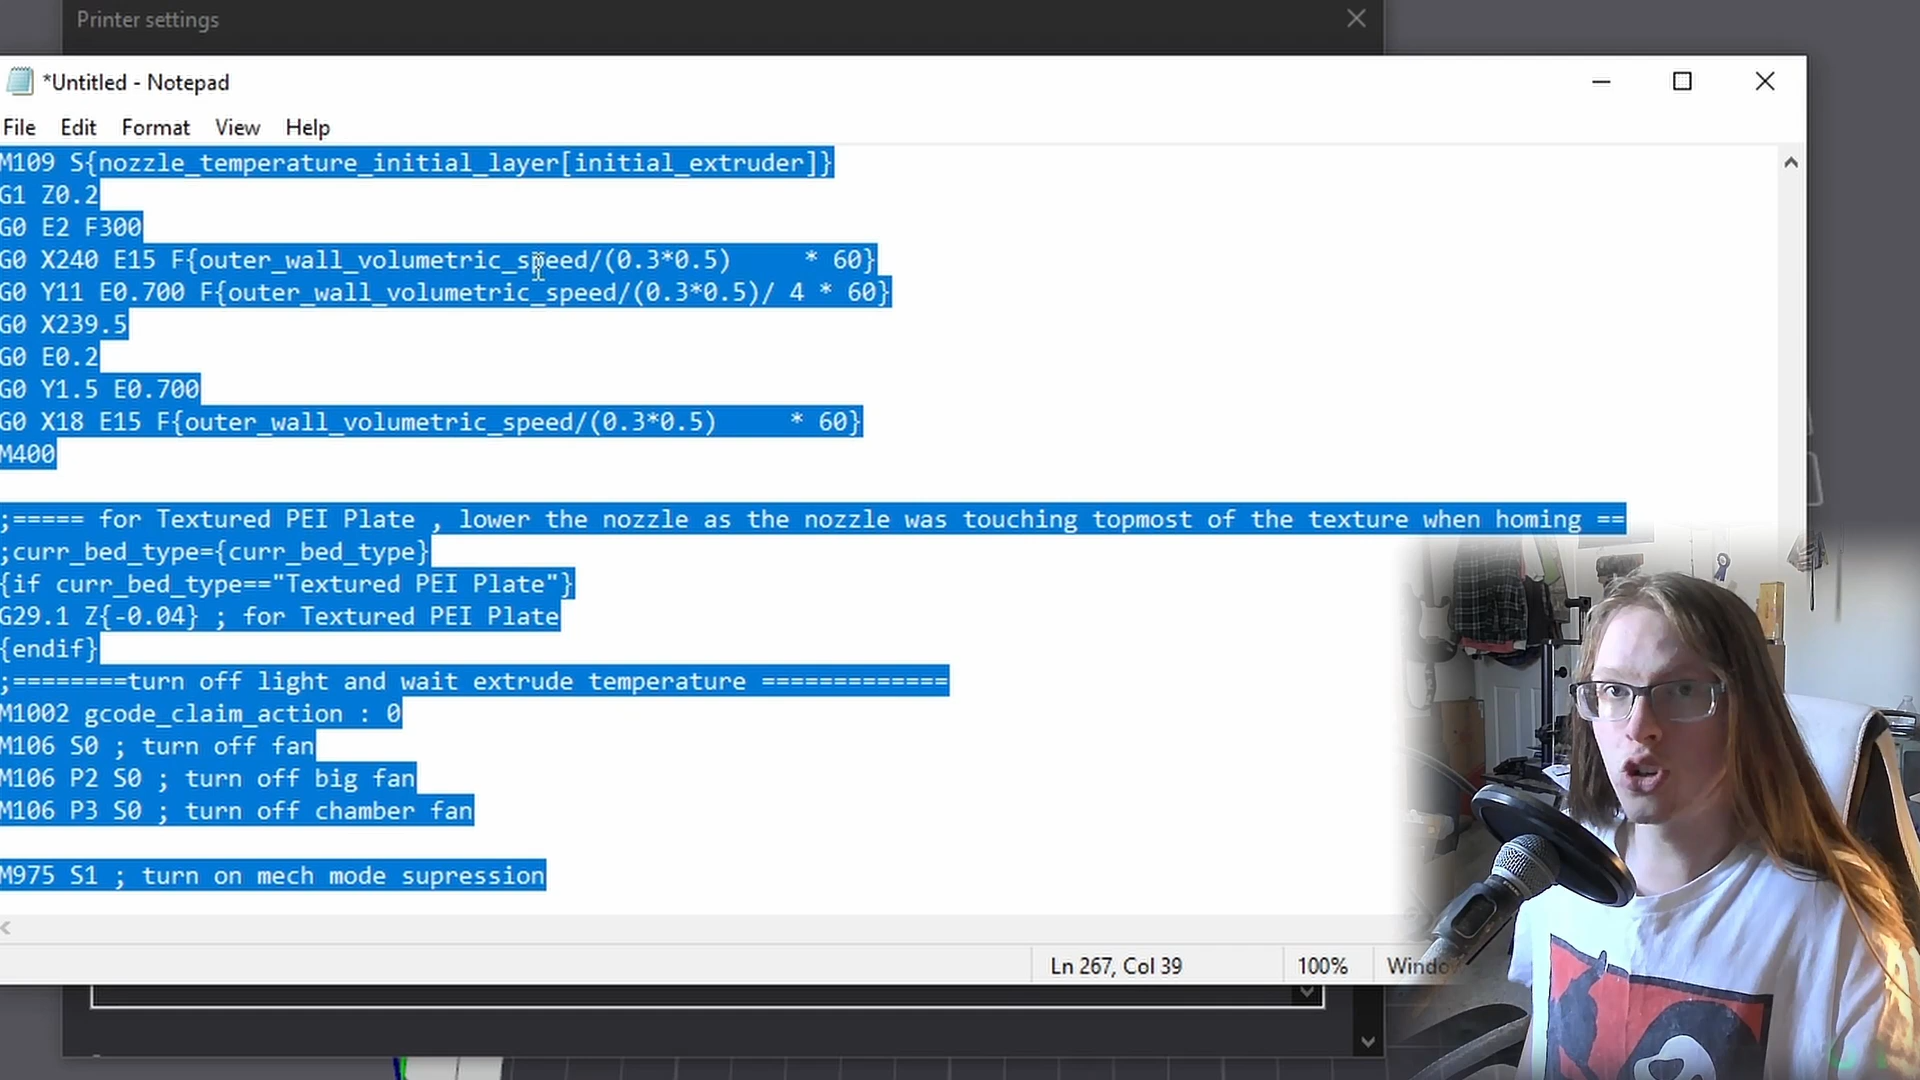 Printer settings
*Untitled - Notepad
File Edit Format View Help
M109 S{nozzle_temperature_initial_layer[initial_extruder]}
G1 Z0.2
G0 E2 F300
G0 X240 E15 F{outer_wall_volumetric_speed/(0.3*0.5)     * 60}
G0 Y11 E0.700 F{outer_wall_volumetric_speed/(0.3*0.5)/ 4 * 60}
G0 X239.5
G0 E0.2
G0 Y1.5 E0.700
G0 X18 E15 F{outer_wall_volumetric_speed/(0.3*0.5)     * 60}
M400
;===== for Textured PEI Plate , lower the nozzle as the nozzle was touching topmost of the texture when homing ==
;curr_bed_type={curr_bed_type}
{if curr_bed_type=="Textured PEI Plate"}
G29.1 Z{-0.04} ; for Textured PEI Plate
{endif}
;========turn off light and wait extrude temperature =============
M1002 gcode_claim_action : 0
M106 S0 ; turn off fan
M106 P2 S0 ; turn off big fan
M106 P3 S0 ; turn off chamber fan
M975 S1 ; turn on mech mode supression
Ln 267, Col 39 100%